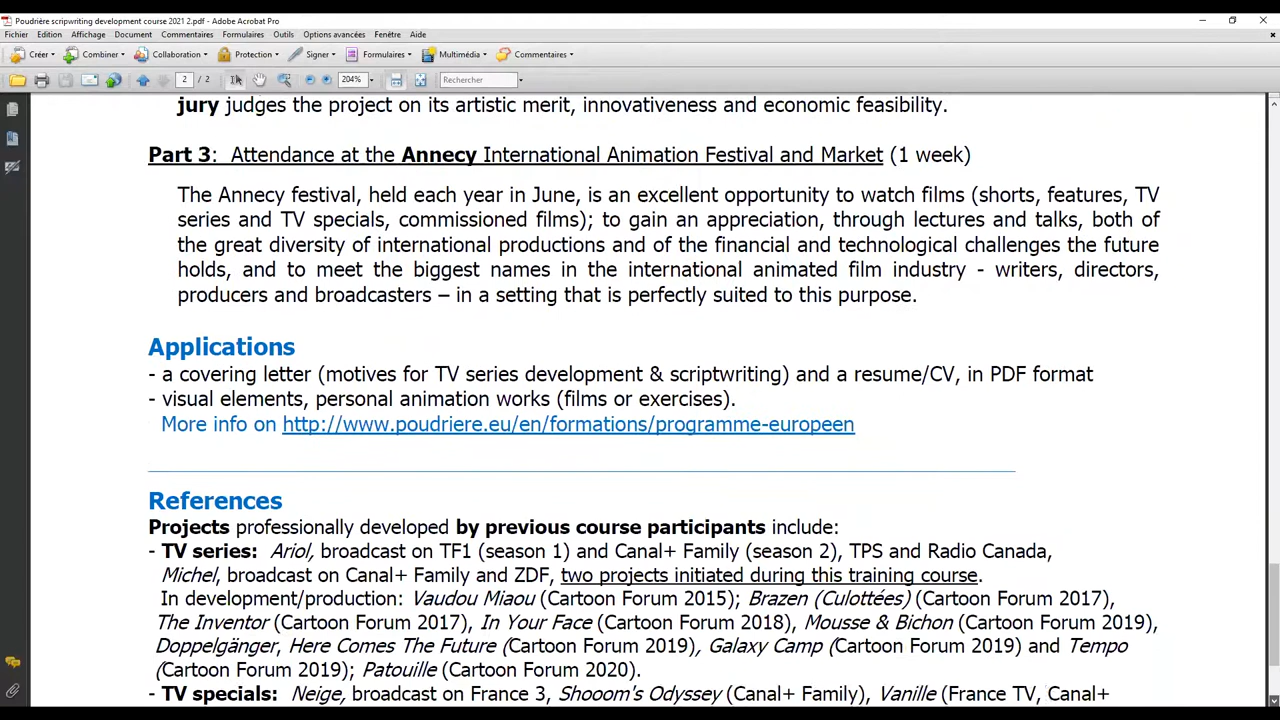 Poudrière scripwriting development course 2021 2.pdf - Adobe Acrobat Pro
Fichier Edition Affichage Document Commentaires Formulaires Outils Options avancées Fenêtre Aide
Créer Combiner Collaboration Protection Signer Formulaires Multimédia Commentaires
2 / 2 204% Rechercher
jury judges the project on its artistic merit, innovativeness and economic feasibility.
Part 3: Attendance at the Annecy International Animation Festival and Market (1 week)
The Annecy festival, held each year in June, is an excellent opportunity to watch films (shorts, features, TV
series and TV specials, commissioned films); to gain an appreciation, through lectures and talks, both of
the great diversity of international productions and of the financial and technological challenges the future
holds, and to meet the biggest names in the international animated film industry - writers, directors,
producers and broadcasters – in a setting that is perfectly suited to this purpose.
Applications
- a covering letter (motives for TV series development & scriptwriting) and a resume/CV, in PDF format
- visual elements, personal animation works (films or exercises).
More info on http://www.poudriere.eu/en/formations/programme-europeen
References
Projects professionally developed by previous course participants include:
- TV series: Ariol, broadcast on TF1 (season 1) and Canal+ Family (season 2), TPS and Radio Canada,
Michel, broadcast on Canal+ Family and ZDF, two projects initiated during this training course.
In development/production: Vaudou Miaou (Cartoon Forum 2015); Brazen (Culottées) (Cartoon Forum 2017),
The Inventor (Cartoon Forum 2017), In Your Face (Cartoon Forum 2018), Mousse & Bichon (Cartoon Forum 2019),
Doppelgänger, Here Comes The Future (Cartoon Forum 2019), Galaxy Camp (Cartoon Forum 2019) and Tempo
(Cartoon Forum 2019); Patouille (Cartoon Forum 2020).
- TV specials: Neige, broadcast on France 3, Shooom's Odyssey (Canal+ Family), Vanille (France TV, Canal+